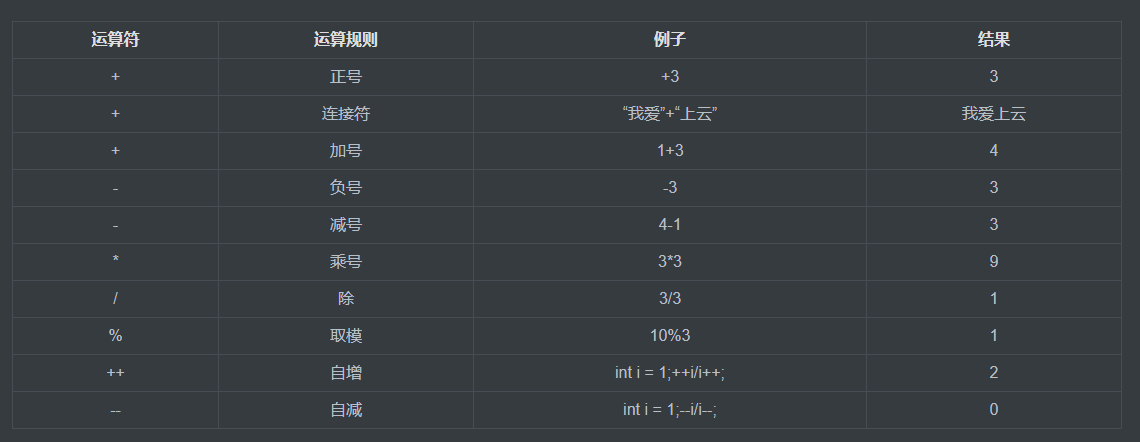 运算符 运算规则 例子 结果
+ 正号 +3 3
+ 连接符 “我爱”+“上云” 我爱上云
+ 加号 1+3 4
- 负号 -3 3
- 减号 4-1 3
* 乘号 3*3 9
/ 除 3/3 1
% 取模 10%3 1
++ 自增 int i = 1;++i/i++; 2
-- 自减 int i = 1;--i/i--; 0